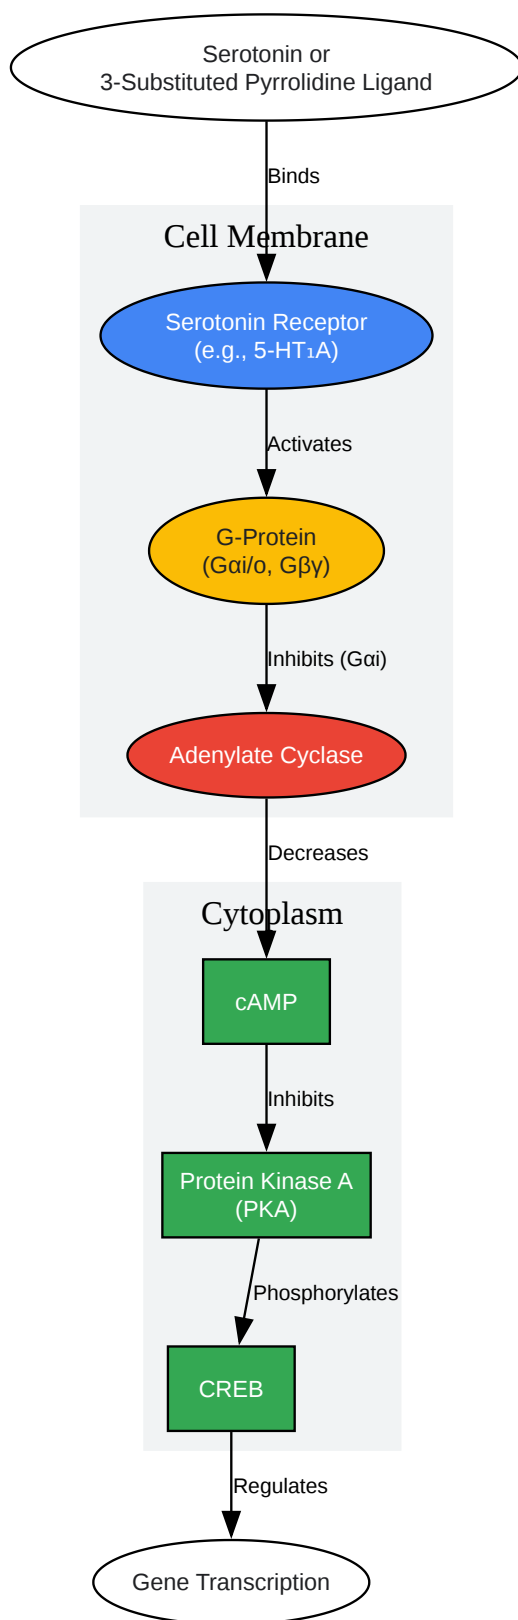 Serotonin or
3-Substituted Pyrrolidine Ligand
Binds
Cell Membrane
Serotonin Receptor
(e.g., 5-HT₁A)
Activates
G-Protein
(Gαi/o, Gβγ)
Inhibits (Gαi)
Adenylate Cyclase
Decreases
Cytoplasm
cAMP
Inhibits
Protein Kinase A
(PKA)
Phosphorylates
CREB
Regulates
Gene Transcription